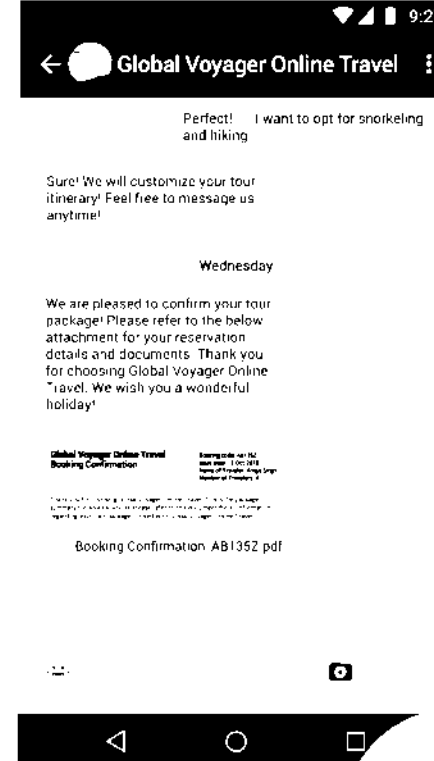 9:2
Global Voyager Online Travel
Perfect! I want to opt for snorkeling
and hiking
Sure! We will customize your tour
itinerary! Feel free to message us
anytime!
Wednesday
We are pleased to confirm your tour
package! Please refer to the below
attachment for your reservation
details and documents. Thank you
for choosing Global Voyager Online
Travel. We wish you a wonderful
holiday!
Global Voyager Online Travel
Booking Confirmation
Booking Confirmation AB135Z.pdf